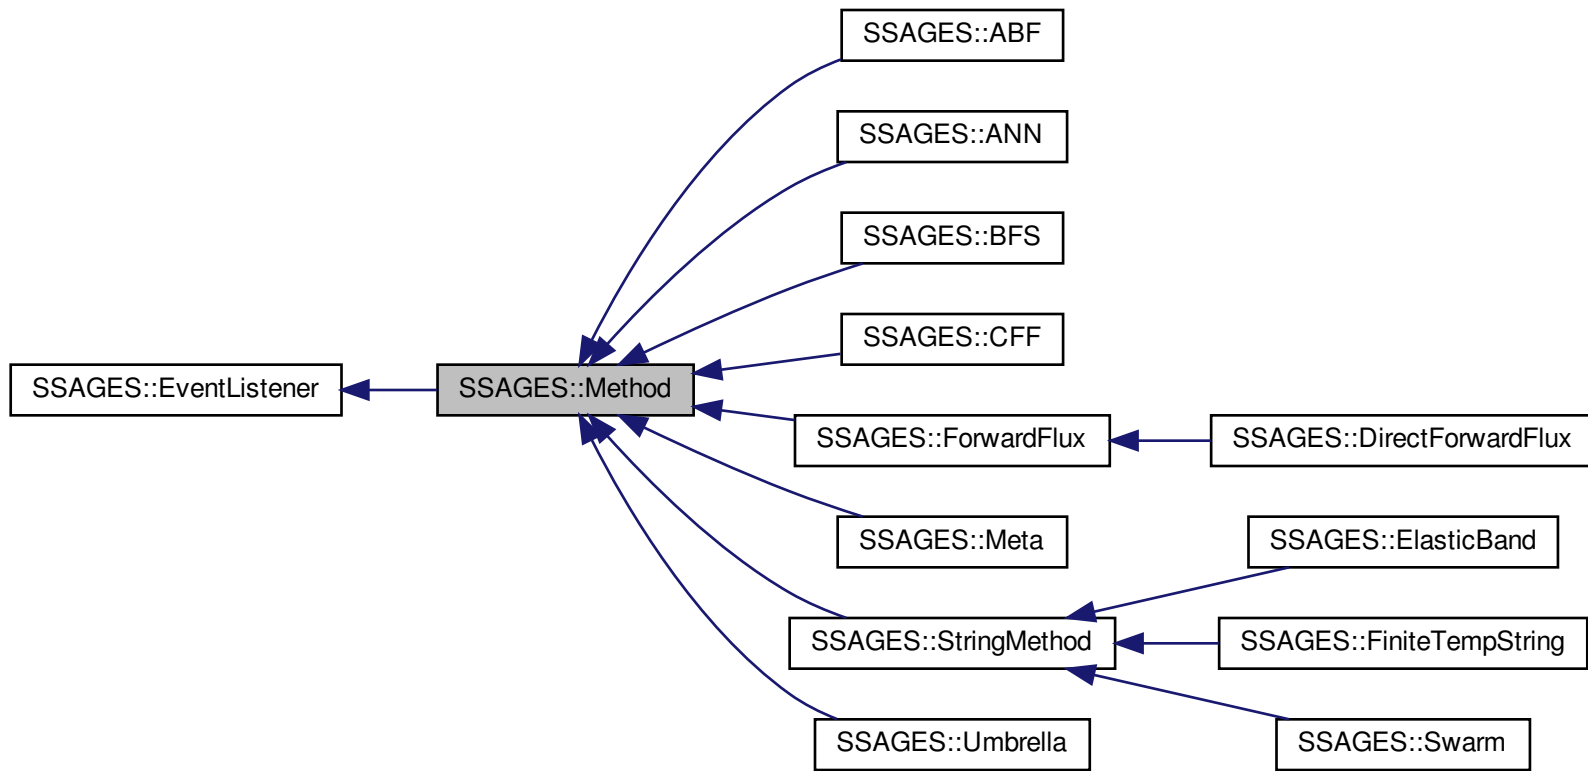 SSAGES::ABF
SSAGES::ANN
SSAGES::BFS
SSAGES::CFF
SSAGES::EventListener
SSAGES::Method
SSAGES::ForwardFlux
SSAGES::DirectForwardFlux
SSAGES::Meta
SSAGES::ElasticBand
SSAGES::StringMethod
SSAGES::FiniteTempString
SSAGES::Umbrella
SSAGES::Swarm